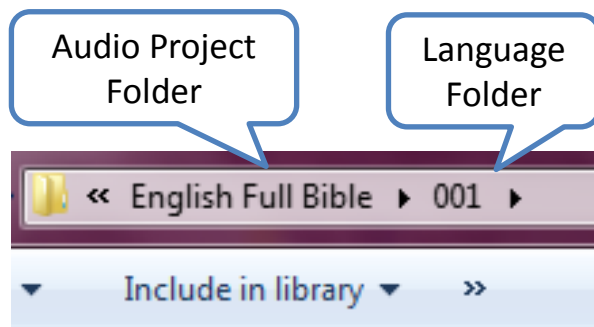 Audio Project
Folder
Language
Folder
« English Full Bible ▸ 001 ▸
Include in library ▾ »